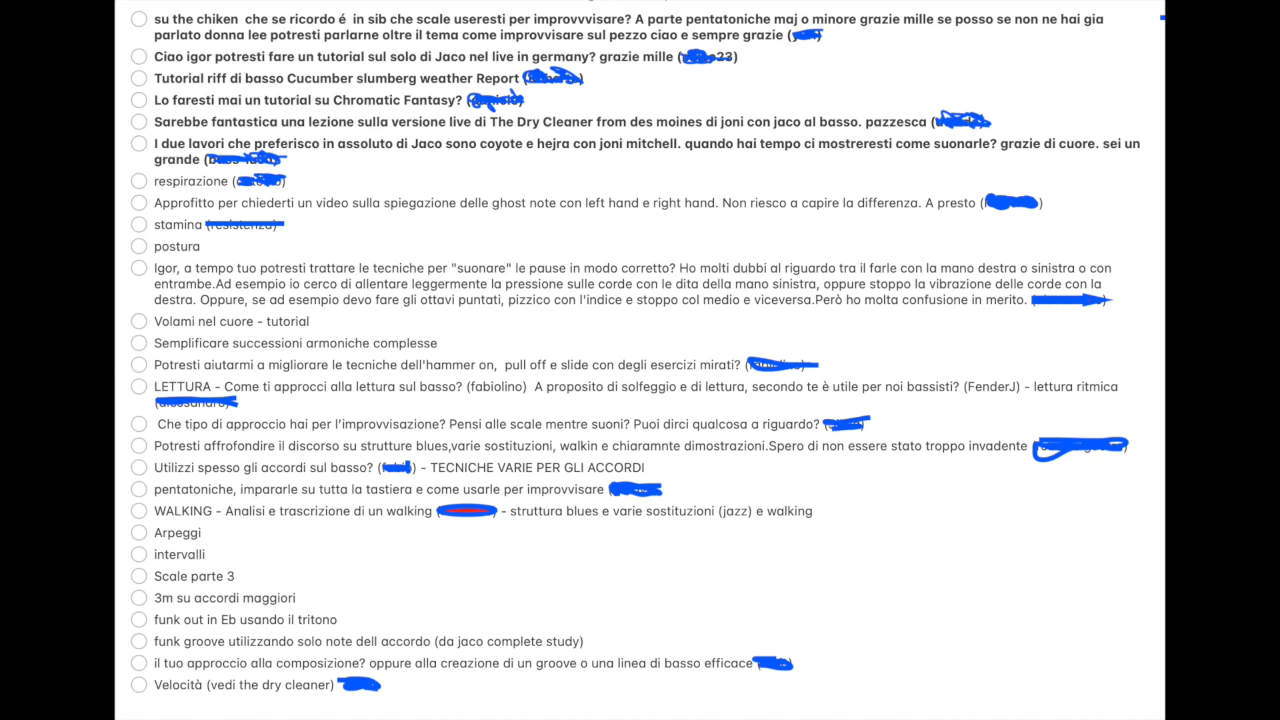 su the chiken  che se ricordo é  in sib che scale useresti per improvvvisare? A parte pentatoniche maj o minore grazie mille se posso se non ne hai gia
parlato donna lee potresti parlarne oltre il tema come improvvisare sul pezzo ciao e sempre grazie (
Ciao igor potresti fare un tutorial sul solo di Jaco nel live in germany? grazie mille (
Tutorial riff di basso Cucumber slumberg weather Report (
Lo faresti mai un tutorial su Chromatic Fantasy? (
Sarebbe fantastica una lezione sulla versione live di The Dry Cleaner from des moines di joni con jaco al basso. pazzesca (
I due lavori che preferisco in assoluto di Jaco sono coyote e hejra con joni mitchell. quando hai tempo ci mostreresti come suonarle? grazie di cuore. sei un
grande (
respirazione (
Approfitto per chiederti un video sulla spiegazione delle ghost note con left hand e right hand. Non riesco a capire la differenza. A presto ( )
stamina
postura
Igor, a tempo tuo potresti trattare le tecniche per "suonare" le pause in modo corretto? Ho molti dubbi al riguardo tra il farle con la mano destra o sinistra o con
entrambe.Ad esempio io cerco di allentare leggermente la pressione sulle corde con le dita della mano sinistra, oppure stoppo la vibrazione delle corde con la
destra. Oppure, se ad esempio devo fare gli ottavi puntati, pizzico con l'indice e stoppo col medio e viceversa.Però ho molta confusione in merito.
Volami nel cuore - tutorial
Semplificare successioni armoniche complesse
Potresti aiutarmi a migliorare le tecniche dell'hammer on,  pull off e slide con degli esercizi mirati? (
LETTURA - Come ti approcci alla lettura sul basso? (fabiolino)  A proposito di solfeggio e di lettura, secondo te è utile per noi bassisti? (FenderJ) - lettura ritmica
Che tipo di approccio hai per l'improvvisazione? Pensi alle scale mentre suoni? Puoi dirci qualcosa a riguardo? (
Potresti affrofondire il discorso su strutture blues,varie sostituzioni, walkin e chiaramnte dimostrazioni.Spero di non essere stato troppo invadente
Utilizzi spesso gli accordi sul basso? ( ) - TECNICHE VARIE PER GLI ACCORDI
pentatoniche, impararle su tutta la tastiera e come usarle per improvvisare
WALKING - Analisi e trascrizione di un walking ( - struttura blues e varie sostituzioni (jazz) e walking
Arpeggi
intervalli
Scale parte 3
3m su accordi maggiori
funk out in Eb usando il tritono
funk groove utilizzando solo note dell accordo (da jaco complete study)
il tuo approccio alla composizione? oppure alla creazione di un groove o una linea di basso efficace
Velocità (vedi the dry cleaner)